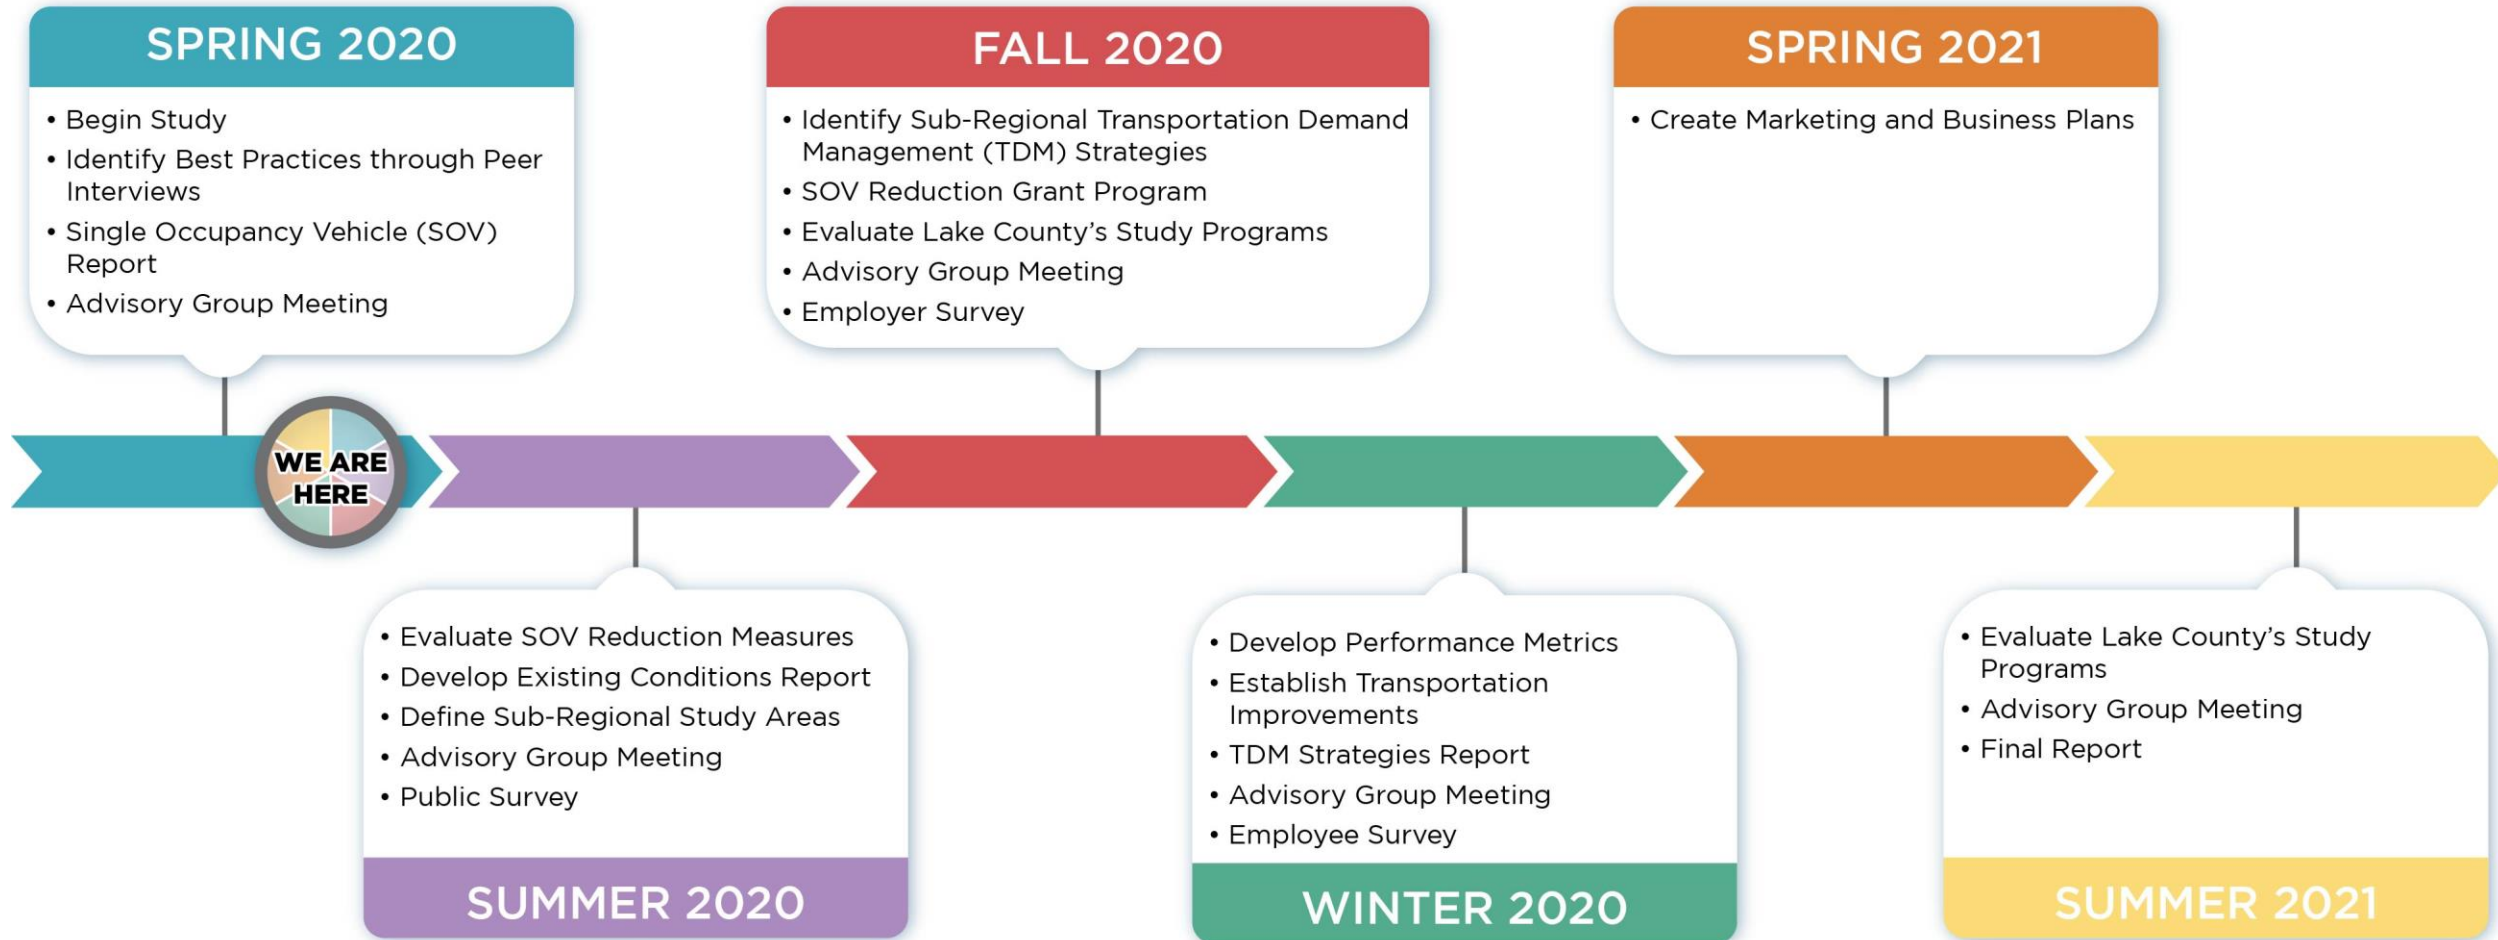 SPRING 2020
• Begin Study
• Identify Best Practices through Peer
Interviews
• Single Occupancy Vehicle (SOV)
Report
• Advisory Group Meeting
FALL 2020
• Identify Sub-Regional Transportation Demand
Management (TDM) Strategies
• SOV Reduction Grant Program
• Evaluate Lake County’s Study Programs
• Advisory Group Meeting
• Employer Survey
SPRING 2021
• Create Marketing and Business Plans
WE ARE
HERE
• Evaluate SOV Reduction Measures
• Develop Existing Conditions Report
• Define Sub-Regional Study Areas
• Advisory Group Meeting
• Public Survey
SUMMER 2020
• Develop Performance Metrics
• Establish Transportation
Improvements
• TDM Strategies Report
• Advisory Group Meeting
• Employee Survey
WINTER 2020
• Evaluate Lake County’s Study
Programs
• Advisory Group Meeting
• Final Report
SUMMER 2021